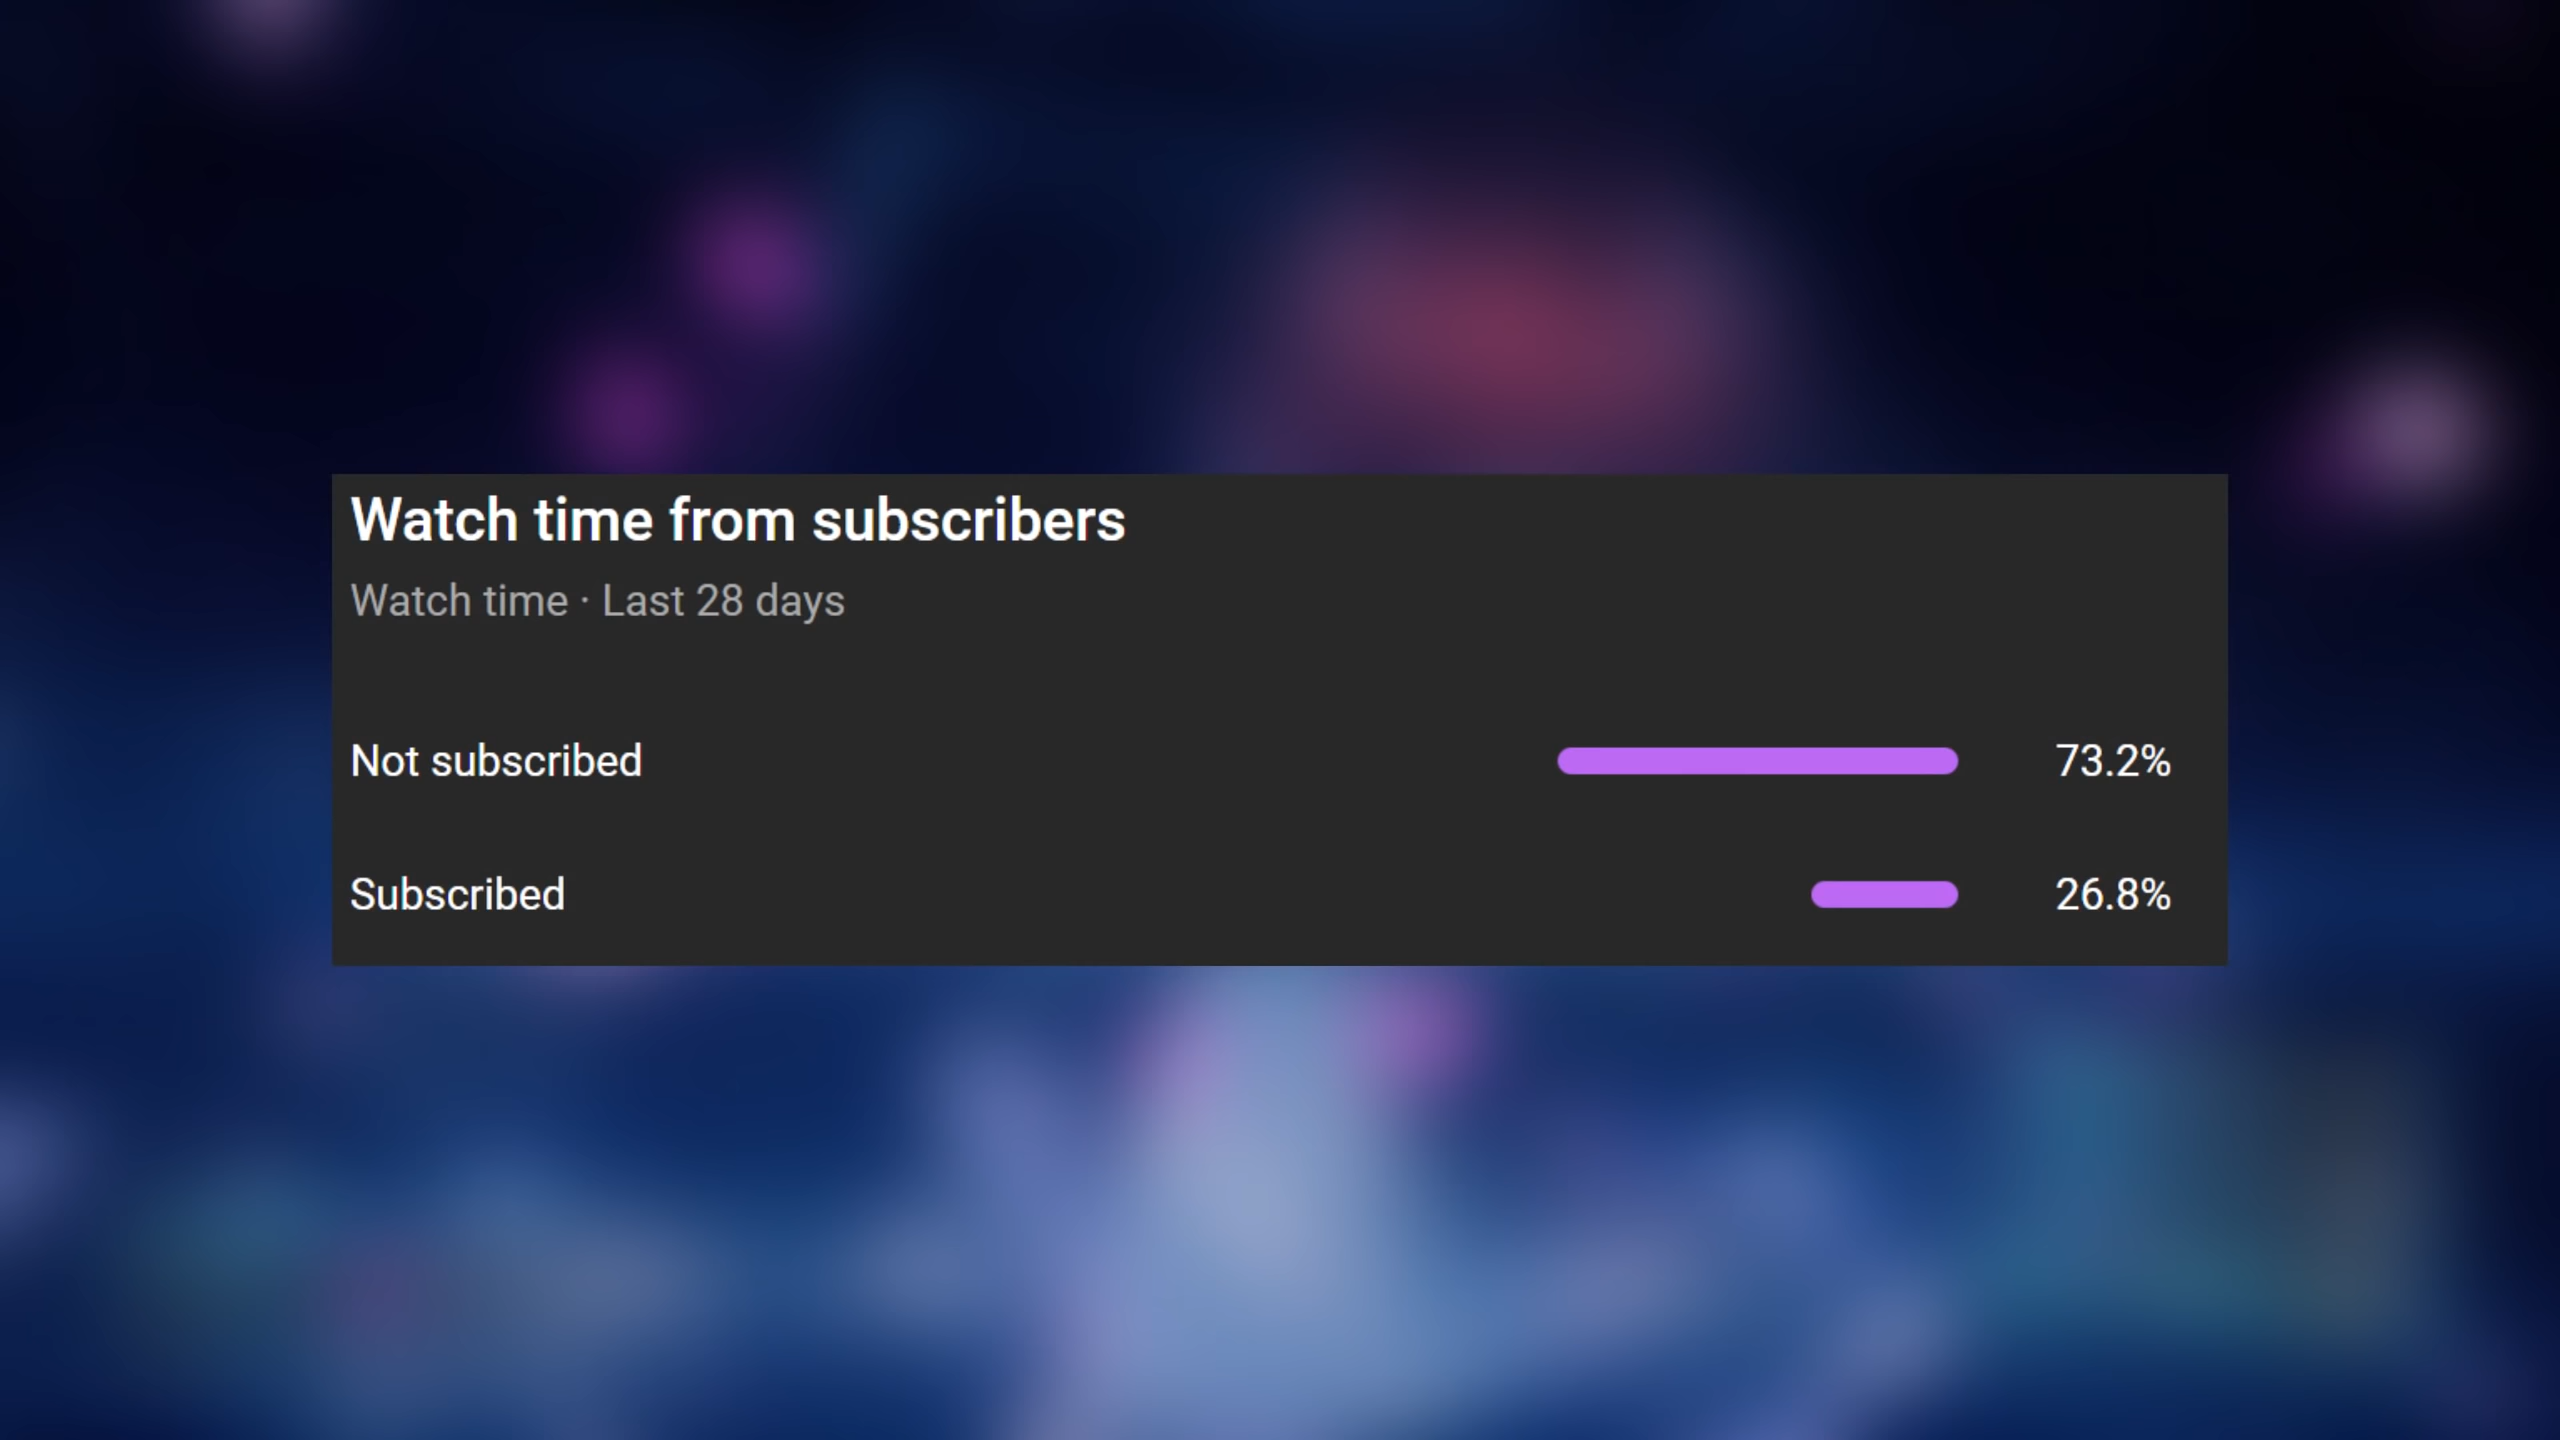 Watch time from subscribers
Watch time · Last 28 days
Not subscribed 73.2%
Subscribed 26.8%